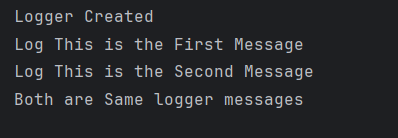 Logger Created
Log This is the First Message
Log This is the Second Message
Both are Same logger messages